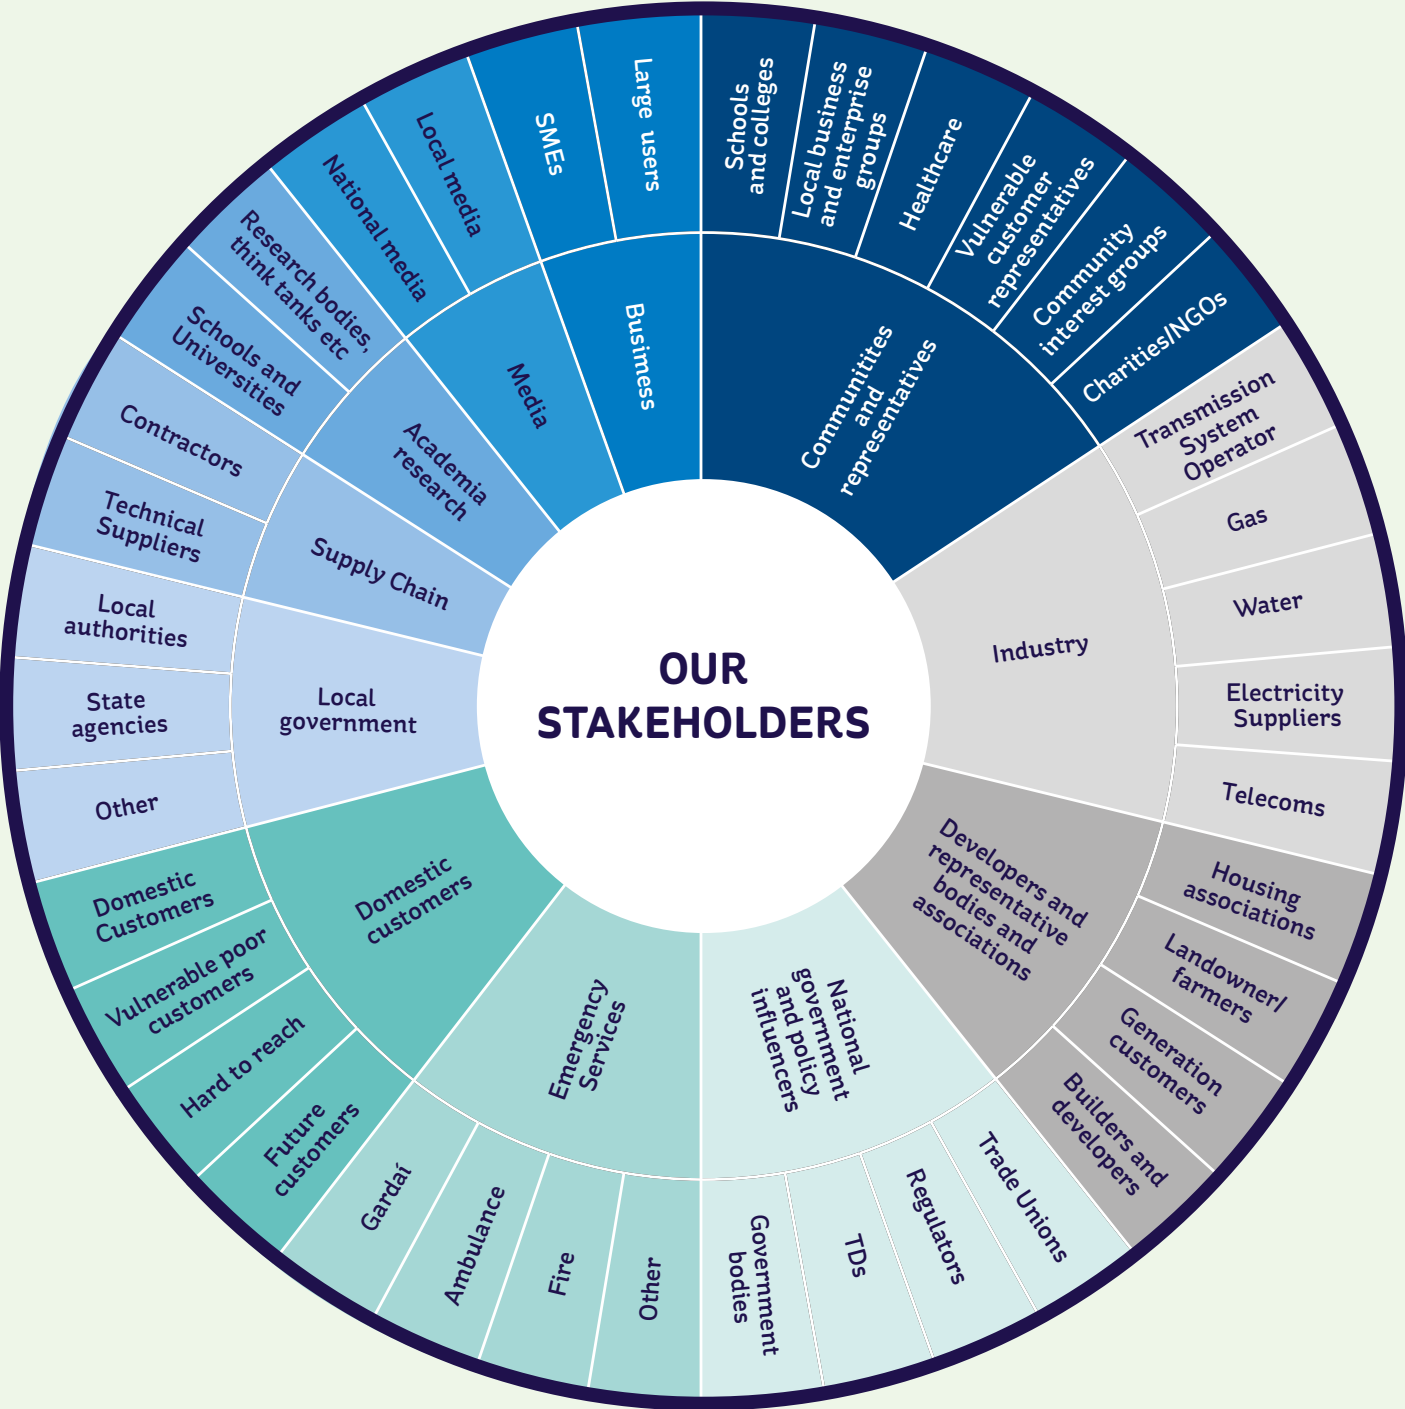 OUR
STAKEHOLDERS
Communitites
and
representatives
Schools
and colleges
Local business
and enterprise
groups
Healthcare
Vulnerable
customer
representatives
Community
interest groups
Charities/NGOs
Industry
Transmission
System
Operator
Gas
Water
Electricity
Suppliers
Telecoms
Developers and
representative
bodies and
associations
Housing
associations
Landowner/
farmers
Generation
customers
Builders and
developers
National
government
and policy
influencers
Trade Unions
Regulators
TDs
Government
bodies
Emergency
Services
Other
Fire
Ambulance
Gardaí
Domestic
customers
Future
customers
Hard to reach
Vulnerable poor
customers
Domestic
Customers
Local
government
Other
State
agencies
Local
authorities
Supply Chain
Technical
Suppliers
Contractors
Academia
research
Schools and
Universities
Research bodies,
think tanks etc
Media
National media
Local media
Busimess
SMEs
Large users